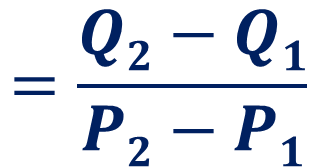 = Q₂ − Q₁
P₂ − P₁